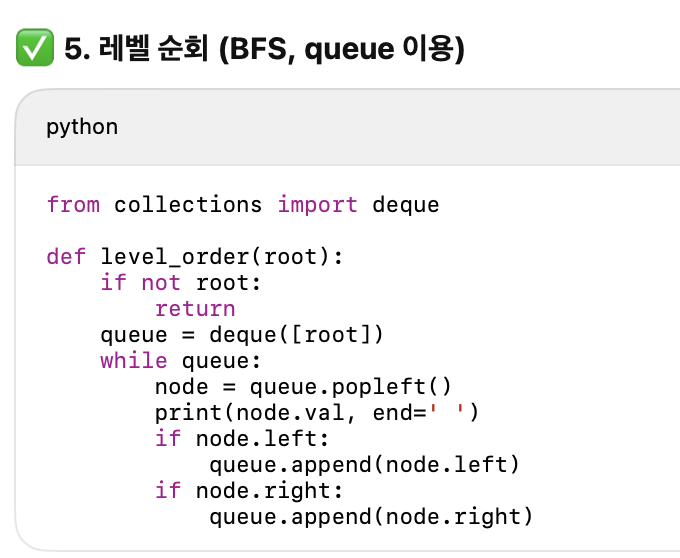 ✅ 5. 레벨 순회 (BFS, queue 이용)
python
from collections import deque
def level_order(root):
    if not root:
        return
    queue = deque([root])
    while queue:
        node = queue.popleft()
        print(node.val, end=' ')
        if node.left:
            queue.append(node.left)
        if node.right:
            queue.append(node.right)